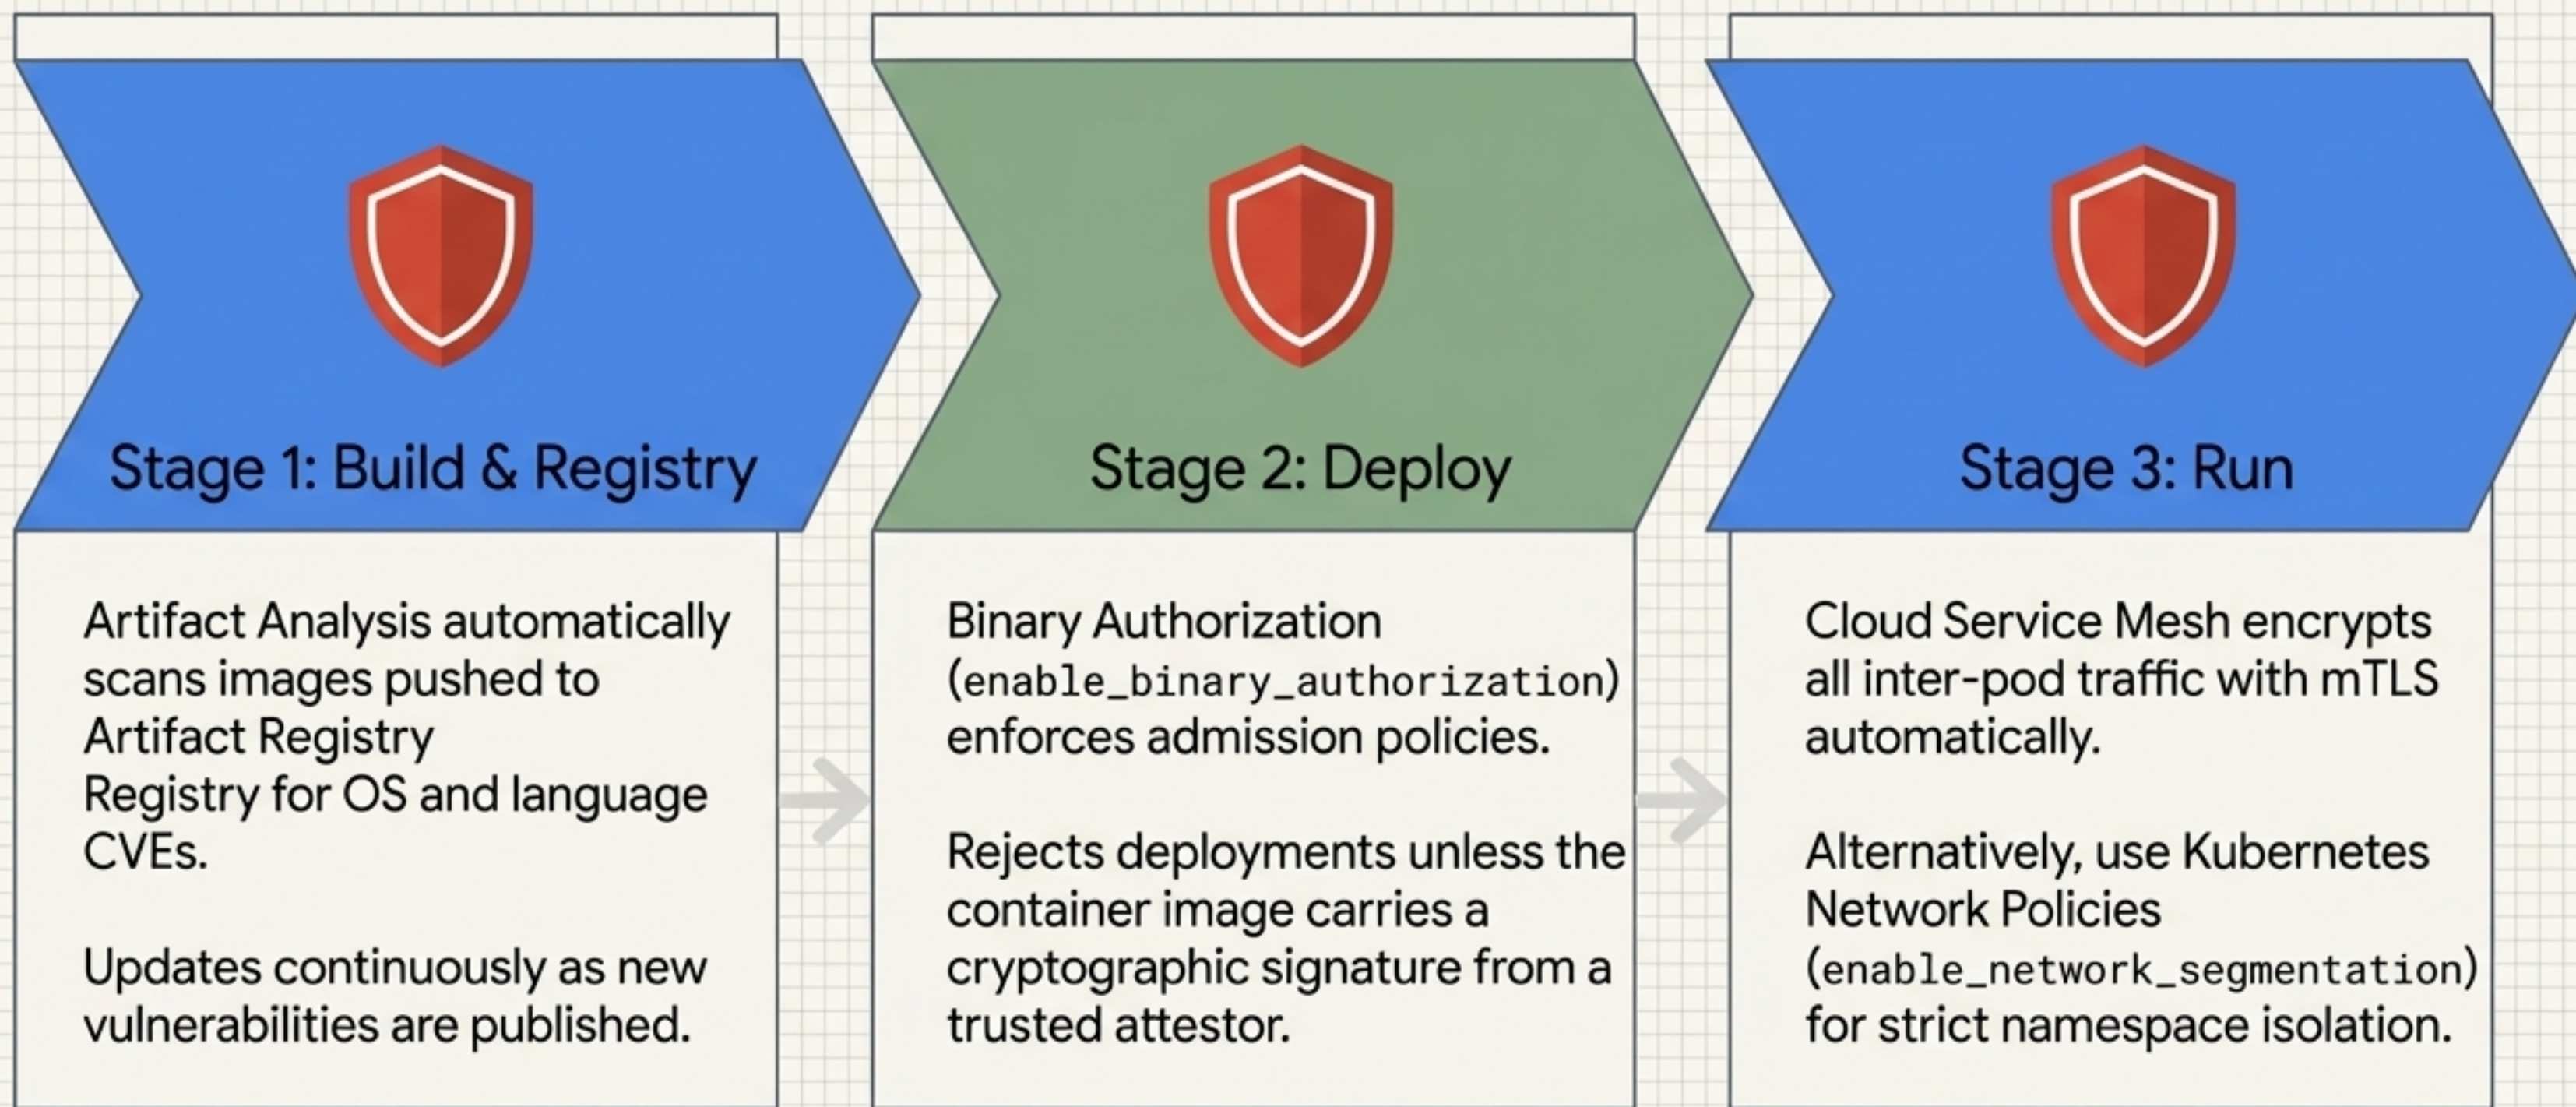 Stage 1: Build & Registry
Artifact Analysis automatically
scans images pushed to
Artifact Registry
Registry for OS and language
CVEs.
Updates continuously as new
vulnerabilities are published.
Stage 2: Deploy
Binary Authorization
(enable_binary_authorization)
enforces admission policies.
Rejects deployments unless the
container image carries a
cryptographic signature from a
trusted attestor.
Stage 3: Run
Cloud Service Mesh encrypts
all inter-pod traffic with mTLS
automatically.
Alternatively, use Kubernetes
Network Policies
(enable_network_segmentation)
for strict namespace isolation.